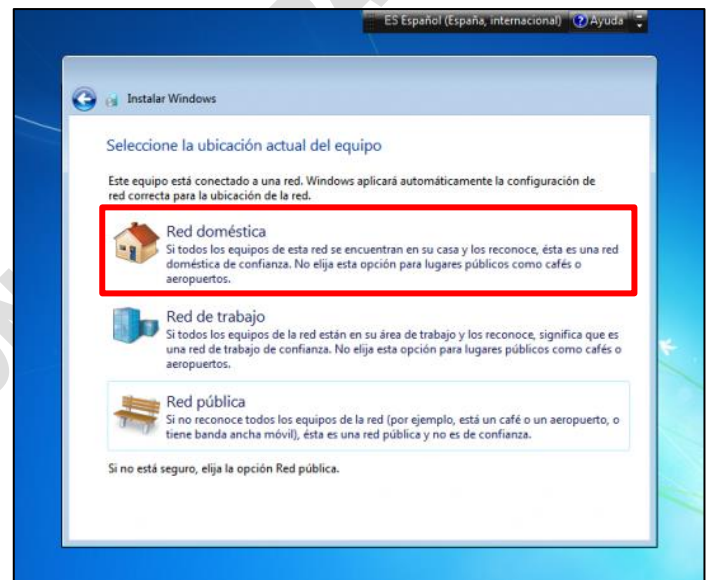 ES Español (España, internacional) Ayuda
Instalar Windows
Seleccione la ubicación actual del equipo
Este equipo está conectado a una red. Windows aplicará automáticamente la configuración de
red correcta para la ubicación de la red.
Red doméstica
Si todos los equipos de esta red se encuentran en su casa y los reconoce, ésta es una red
doméstica de confianza. No elija esta opción para lugares públicos como cafés o
aeropuertos.
Red de trabajo
Si todos los equipos de la red están en su área de trabajo y los reconoce, significa que es
una red de trabajo de confianza. No elija esta opción para lugares públicos como cafés o
aeropuertos.
Red pública
Si no reconoce todos los equipos de la red (por ejemplo, está un café o un aeropuerto, o
tiene banda ancha móvil), ésta es una red pública y no es de confianza.
Si no está seguro, elija la opción Red pública.